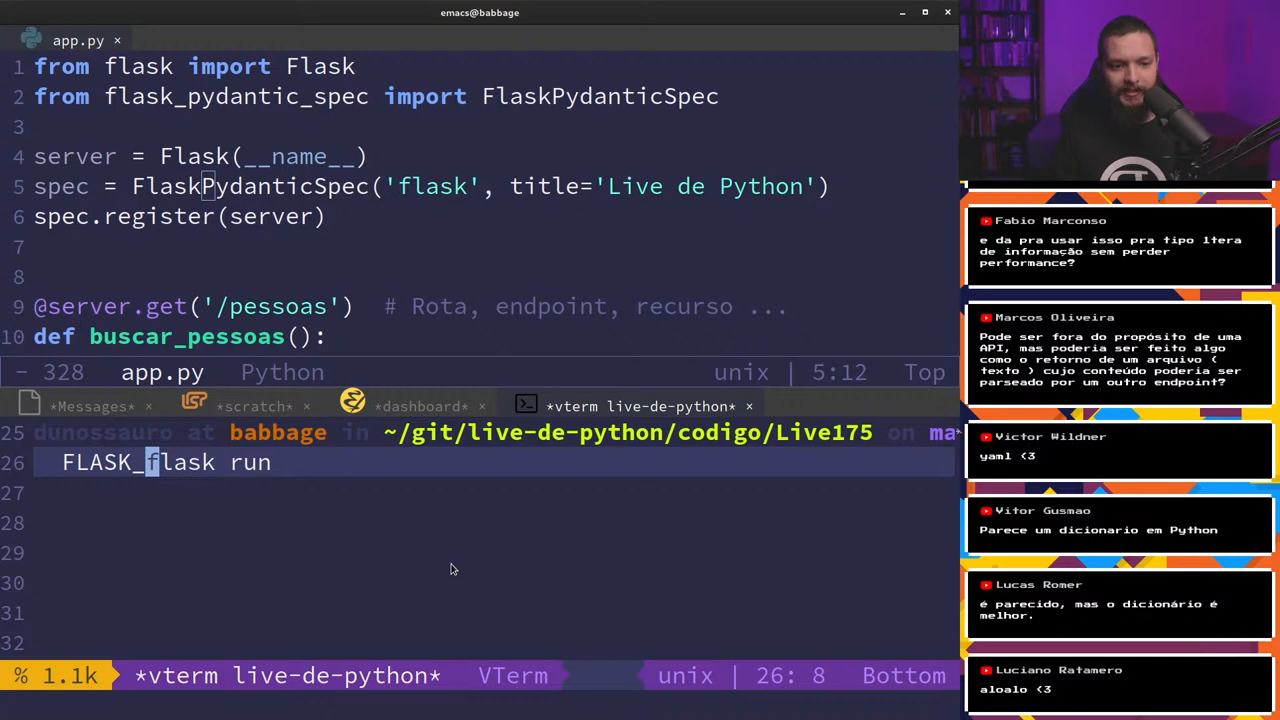 emacs@babbage
app.py ×
1 from flask import Flask
2 from flask_pydantic_spec import FlaskPydanticSpec
3
4 server = Flask(__name__)
5 spec = FlaskPydanticSpec('flask', title='Live de Python')
6 spec.register(server)
7
8
9 @server.get('/pessoas')  # Rota, endpoint, recurso ...
10 def buscar_pessoas():
- 328 app.py Python unix | 5:12 Top
*Messages* × *scratch* × *dashboard* × *vterm live-de-python* ×
25 dunossauro at babbage in ~/git/live-de-python/codigo/Live175 on ma
26 FLASK_flask run
27
28
29
30
31
32
% 1.1k *vterm live-de-python* VTerm unix | 26: 8 Bottom
Fabio Marconso
e da pra usar isso pra tipo 1tera
de informação sem perder
performance?
Marcos Oliveira
Pode ser fora do propósito de uma
API, mas poderia ser feito algo
como o retorno de um arquivo (
texto ) cujo conteúdo poderia ser
parseado por um outro endpoint?
Victor Wildner
yaml <3
Vitor Gusmao
Parece um dicionario em Python
Lucas Romer
é parecido, mas o dicionário é
melhor.
Luciano Ratamero
aloalo <3